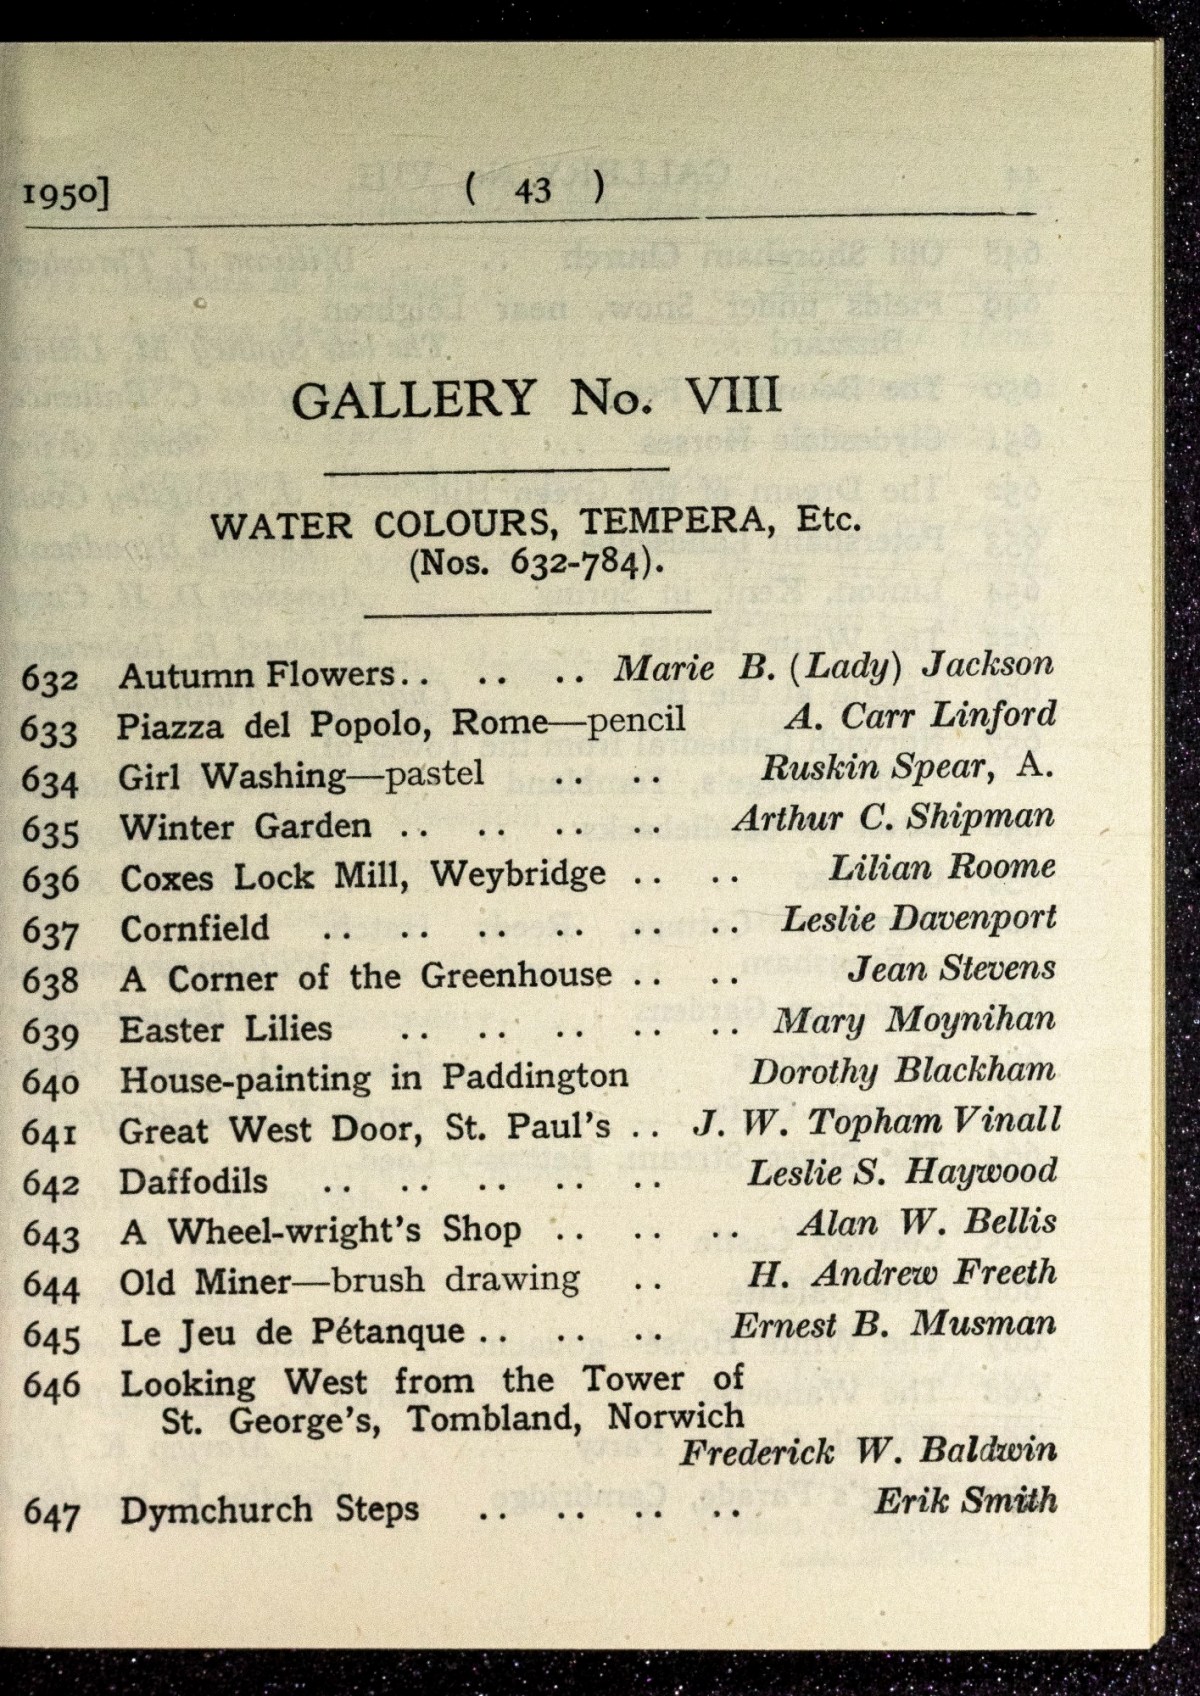 1950] ( 43 )
GALLERY No. VIII
WATER COLOURS, TEMPERA, Etc.
(Nos. 632-784).
632 Autumn Flowers.. .. .. Marie B. (Lady) Jackson
633 Piazza del Popolo, Rome—pencil A. Carr Linford
634 Girl Washing—pastel .. .. Ruskin Spear, A.
635 Winter Garden .. .. .. .. Arthur C. Shipman
636 Coxes Lock Mill, Weybridge .. .. Lilian Roome
637 Cornfield .. .. .. .. .. .. Leslie Davenport
638 A Corner of the Greenhouse .. .. Jean Stevens
639 Easter Lilies .. .. .. .. .. Mary Moynihan
640 House-painting in Paddington Dorothy Blackham
641 Great West Door, St. Paul's .. J. W. Topham Vinall
642 Daffodils .. .. .. .. .. Leslie S. Haywood
643 A Wheel-wright's Shop .. .. .. Alan W. Bellis
644 Old Miner—brush drawing .. H. Andrew Freeth
645 Le Jeu de Pétanque .. .. .. Ernest B. Musman
646 Looking West from the Tower of
St. George's, Tombland, Norwich
Frederick W. Baldwin
647 Dymchurch Steps .. .. .. .. Erik Smith